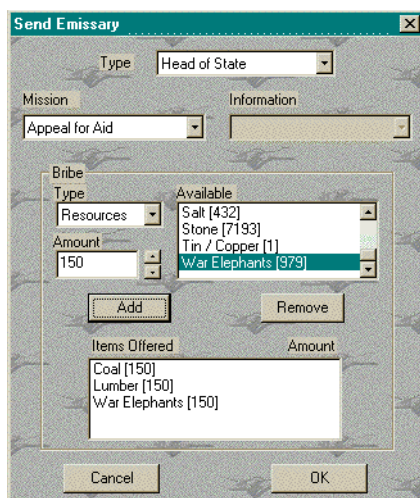 Send Emissary
Type Head of State
Mission Information
Appeal for Aid
Bribe
Type Available
Resources
Salt [432]
Stone [7193]
Tin / Copper [1]
War Elephants [979]
Amount
150
Add Remove
Items Offered Amount
Coal [150]
Lumber [150]
War Elephants [150]
Cancel OK